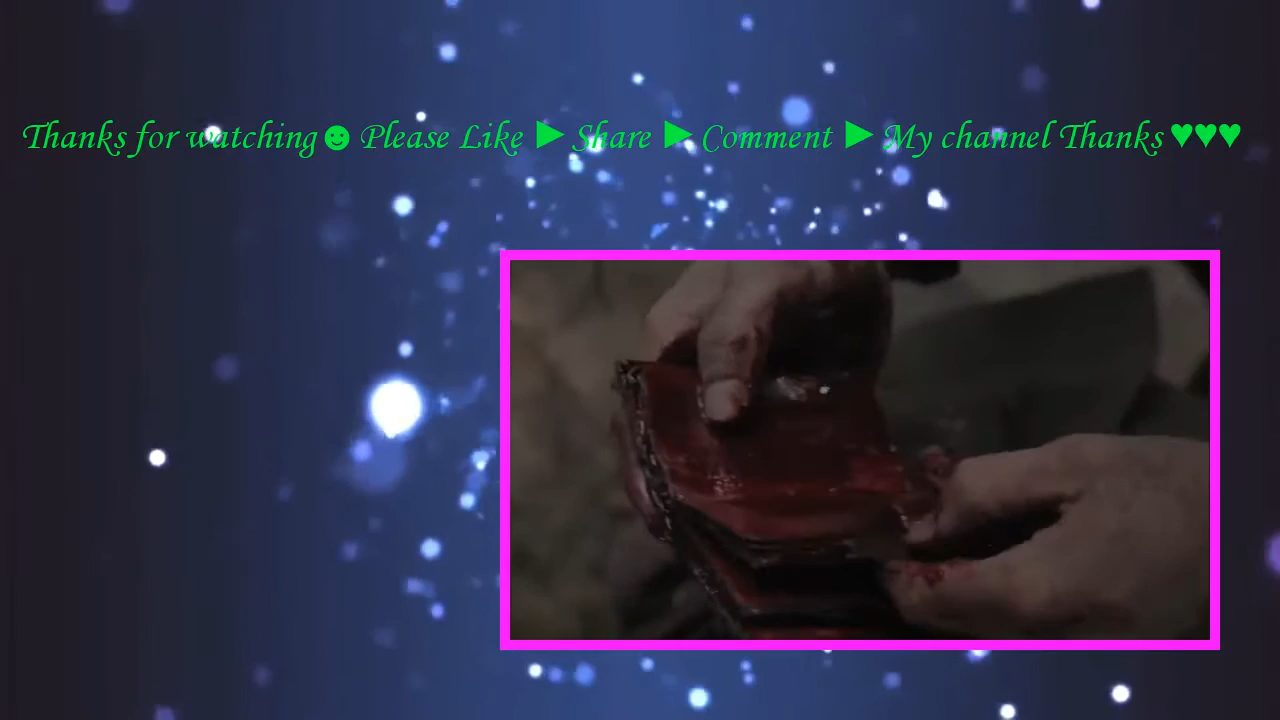 Thanks for watching☻Please Like ► Share ► Comment ► My channel Thanks ♥♥♥